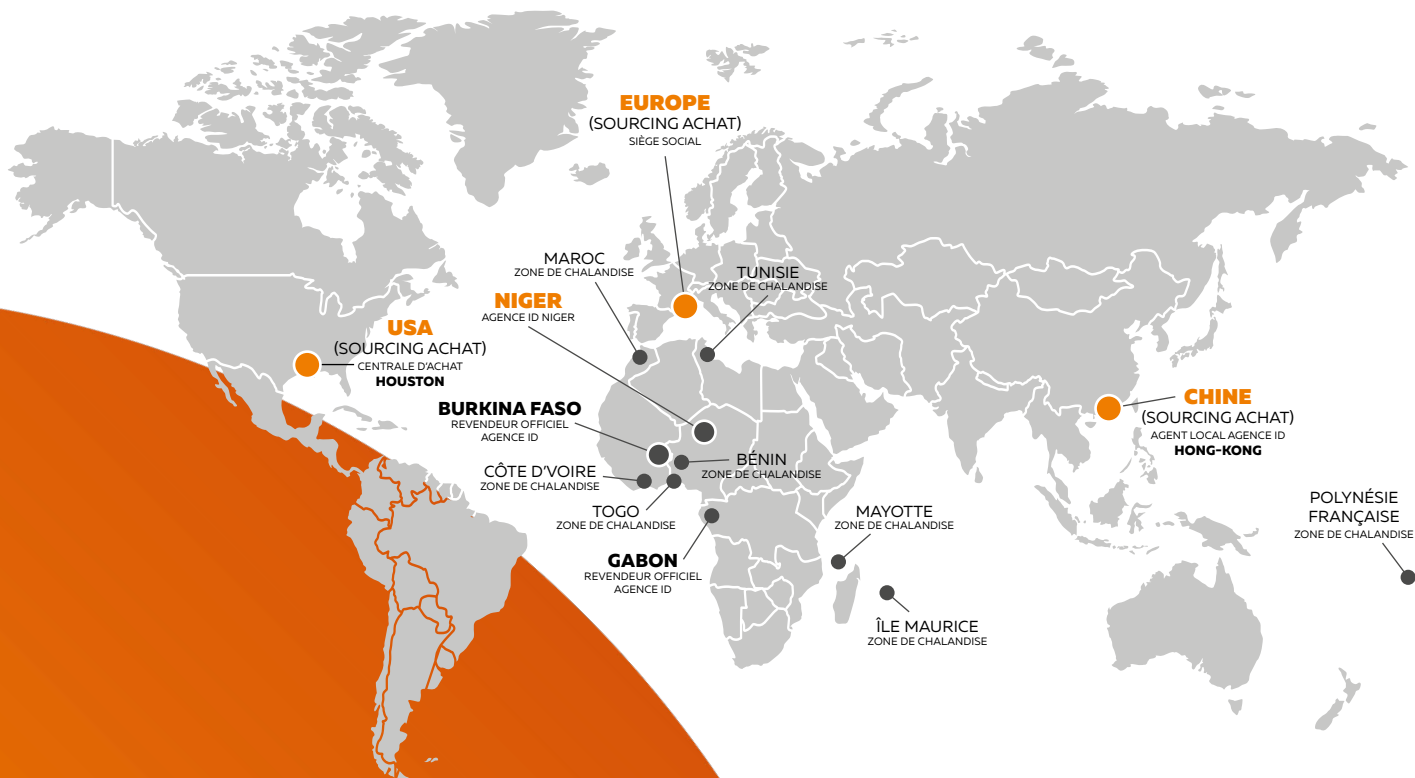 EUROPE
(SOURCING ACHAT)
SIÈGE SOCIAL
MAROC
ZONE DE CHALANDISE
TUNISIE
ZONE DE CHALANDISE
NIGER
AGENCE ID NIGER
USA
(SOURCING ACHAT)
CENTRALE D'ACHAT
HOUSTON
BURKINA FASO
REVENDEUR OFFICIEL
AGENCE ID
CHINE
(SOURCING ACHAT)
AGENT LOCAL AGENCE ID
HONG-KONG
CÔTE D'VOIRE
ZONE DE CHALANDISE
BÉNIN
ZONE DE CHALANDISE
TOGO
ZONE DE CHALANDISE
MAYOTTE
ZONE DE CHALANDISE
POLYNÉSIE
FRANÇAISE
ZONE DE CHALANDISE
GABON
REVENDEUR OFFICIEL
AGENCE ID
ÎLE MAURICE
ZONE DE CHALANDISE